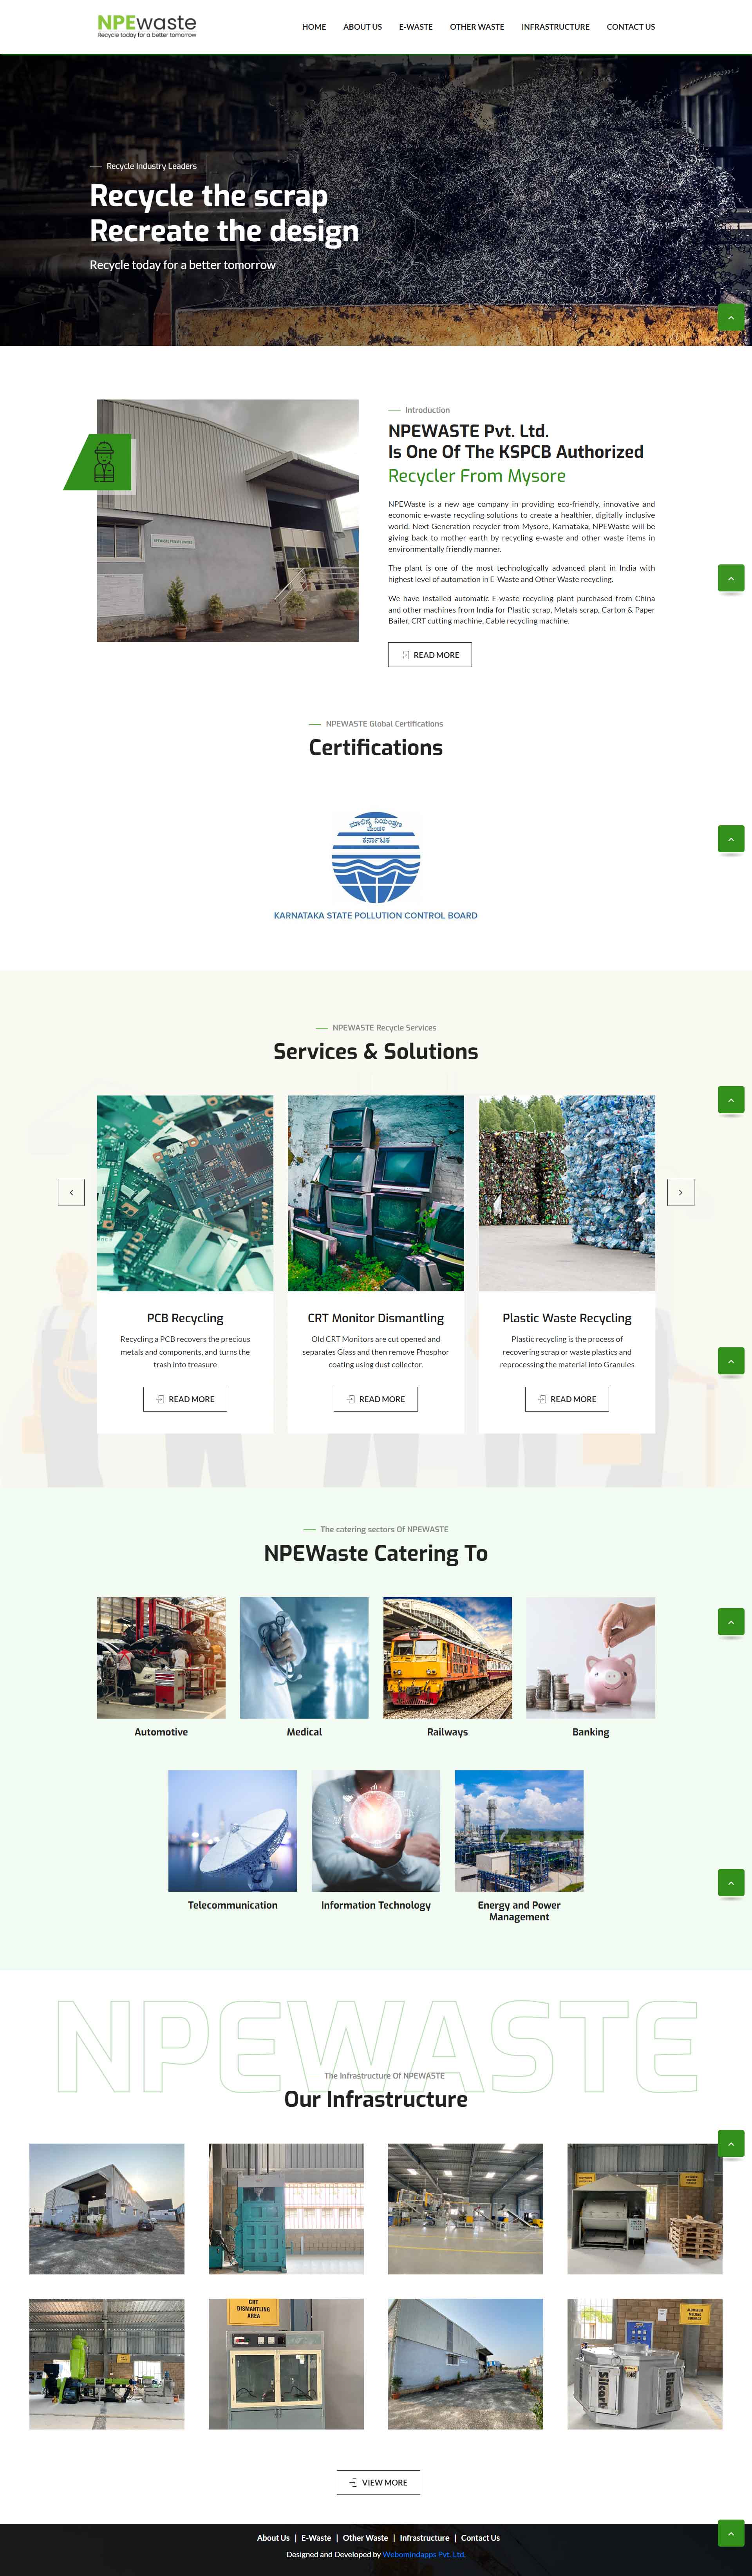 NPEwaste
Recycle today for a better tomorrow
HOME ABOUT US E-WASTE OTHER WASTE INFRASTRUCTURE CONTACT US
Recycle Industry Leaders
Recycle the scrap
Recreate the design
Recycle today for a better tomorrow
Introduction
NPEWASTE Pvt. Ltd.
Is One Of The KSPCB Authorized
Recycler From Mysore
NPEWaste is a new age company in providing eco-friendly, innovative and
economic e-waste recycling solutions to create a healthier, digitally inclusive
world. Next Generation recycler from Mysore, Karnataka, NPEWaste will be
giving back to mother earth by recycling e-waste and other waste items in
environmentally friendly manner.
The plant is one of the most technologically advanced plant in India with
highest level of automation in E-Waste and Other Waste recycling.
We have installed automatic E-waste recycling plant purchased from China
and other machines from India for Plastic scrap, Metals scrap, Carton & Paper
Bailer, CRT cutting machine, Cable recycling machine.
READ MORE
NPEWASTE Global Certifications
Certifications
ಮಾಲಿನ್ಯ ನಿಯಂತ್ರಣ
ಮಂಡಳಿ
ಕರ್ನಾಟಕ
KARNATAKA STATE POLLUTION CONTROL BOARD
NPEWASTE Recycle Services
Services & Solutions
PCB Recycling
Recycling a PCB recovers the precious
metals and components, and turns the
trash into treasure
READ MORE
CRT Monitor Dismantling
Old CRT Monitors are cut opened and
separates Glass and then remove Phosphor
coating using dust collector.
READ MORE
Plastic Waste Recycling
Plastic recycling is the process of
recovering scrap or waste plastics and
reprocessing the material into Granules
READ MORE
The catering sectors Of NPEWASTE
NPEWaste Catering To
Automotive
Medical
Railways
Banking
Telecommunication
Information Technology
Energy and Power
Management
NPEWASTE
The Infrastructure Of NPEWASTE
Our Infrastructure
CRT
DISMANTLING
AREA
ALUMINUM
MELTING
FURNACE
Silcarb
VIEW MORE
About Us | E-Waste | Other Waste | Infrastructure | Contact Us
Designed and Developed by Webomindapps Pvt. Ltd.